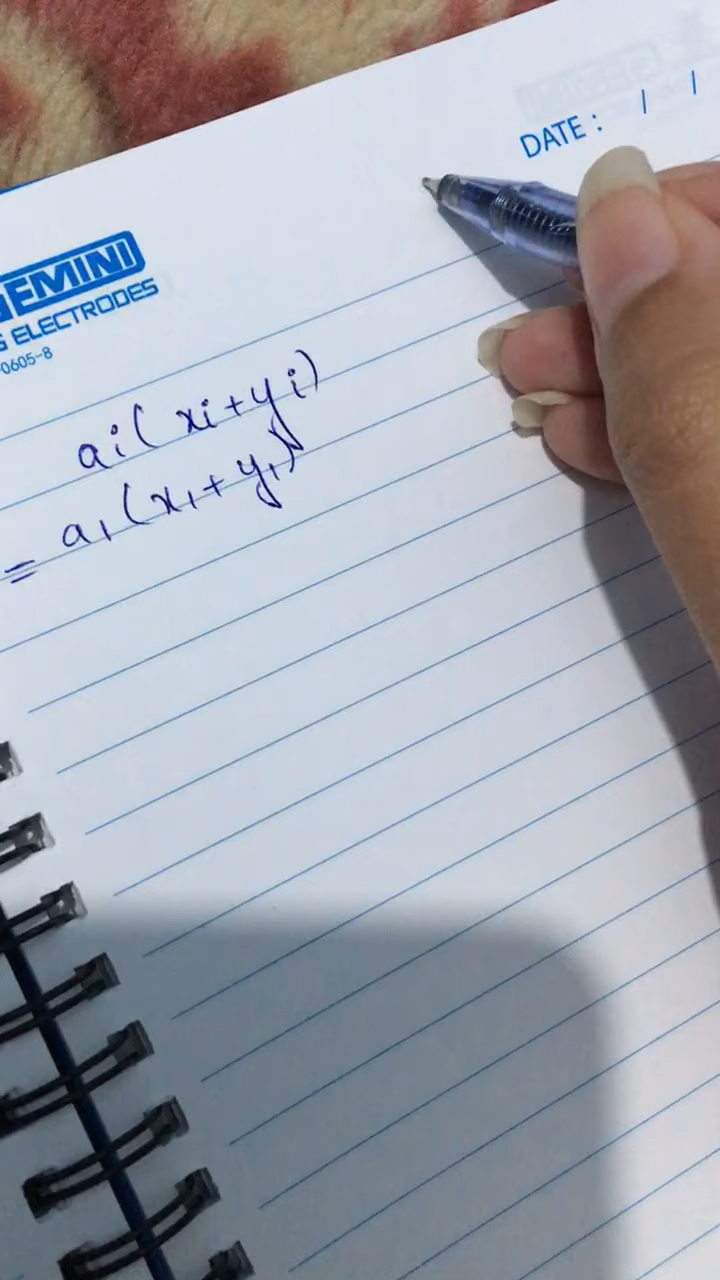 DATE : / /
GEMINI
G ELECTRODES
0605-8
ai( xi+yi)
= a1(x1+y1)